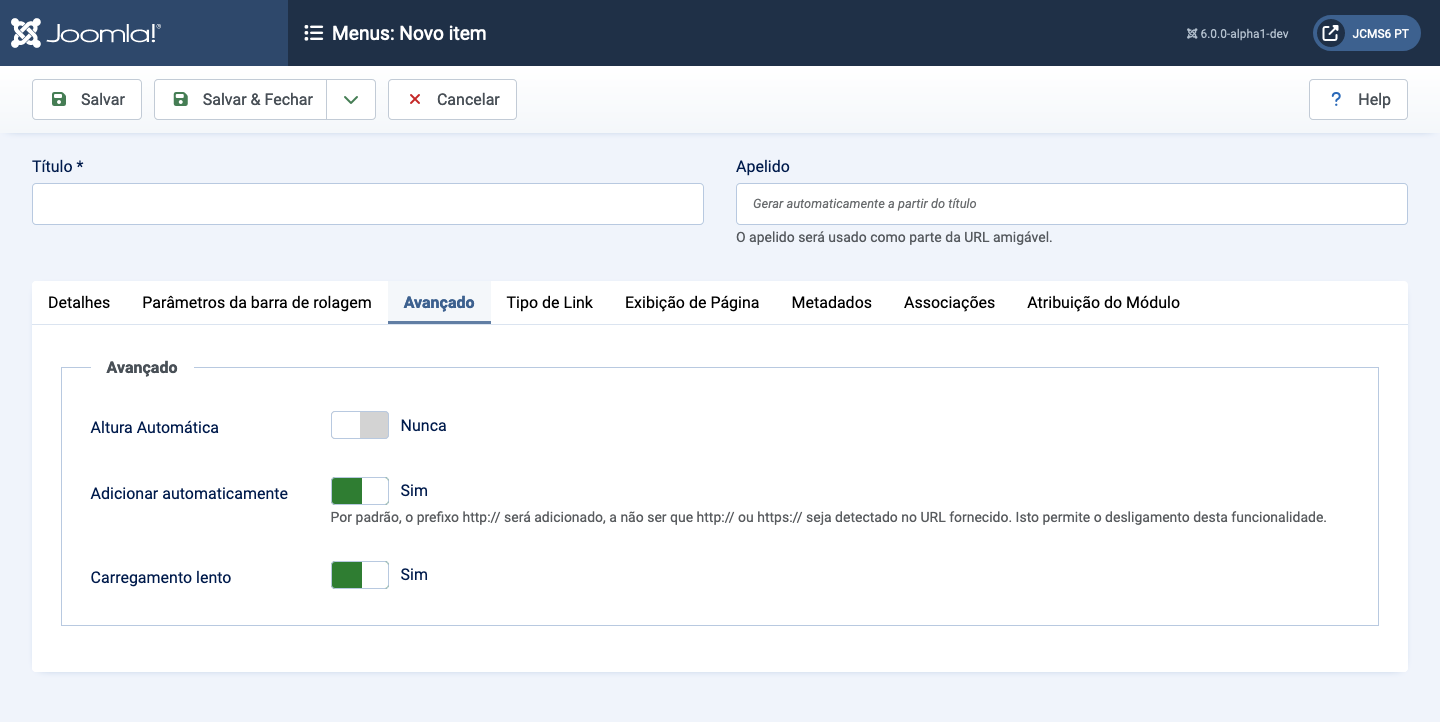 Joomla!®
Menus: Novo item
6.0.0-alpha1-dev
JCMS6 PT
Salvar
Salvar & Fechar
Cancelar
? Help
Título *
Apelido
Gerar automaticamente a partir do título
O apelido será usado como parte da URL amigável.
Detalhes Parâmetros da barra de rolagem Avançado Tipo de Link Exibição de Página Metadados Associações Atribuição do Módulo
Avançado
Altura Automática Nunca
Adicionar automaticamente Sim
Por padrão, o prefixo http:// será adicionado, a não ser que http:// ou https:// seja detectado no URL fornecido. Isto permite o desligamento desta funcionalidade.
Carregamento lento Sim